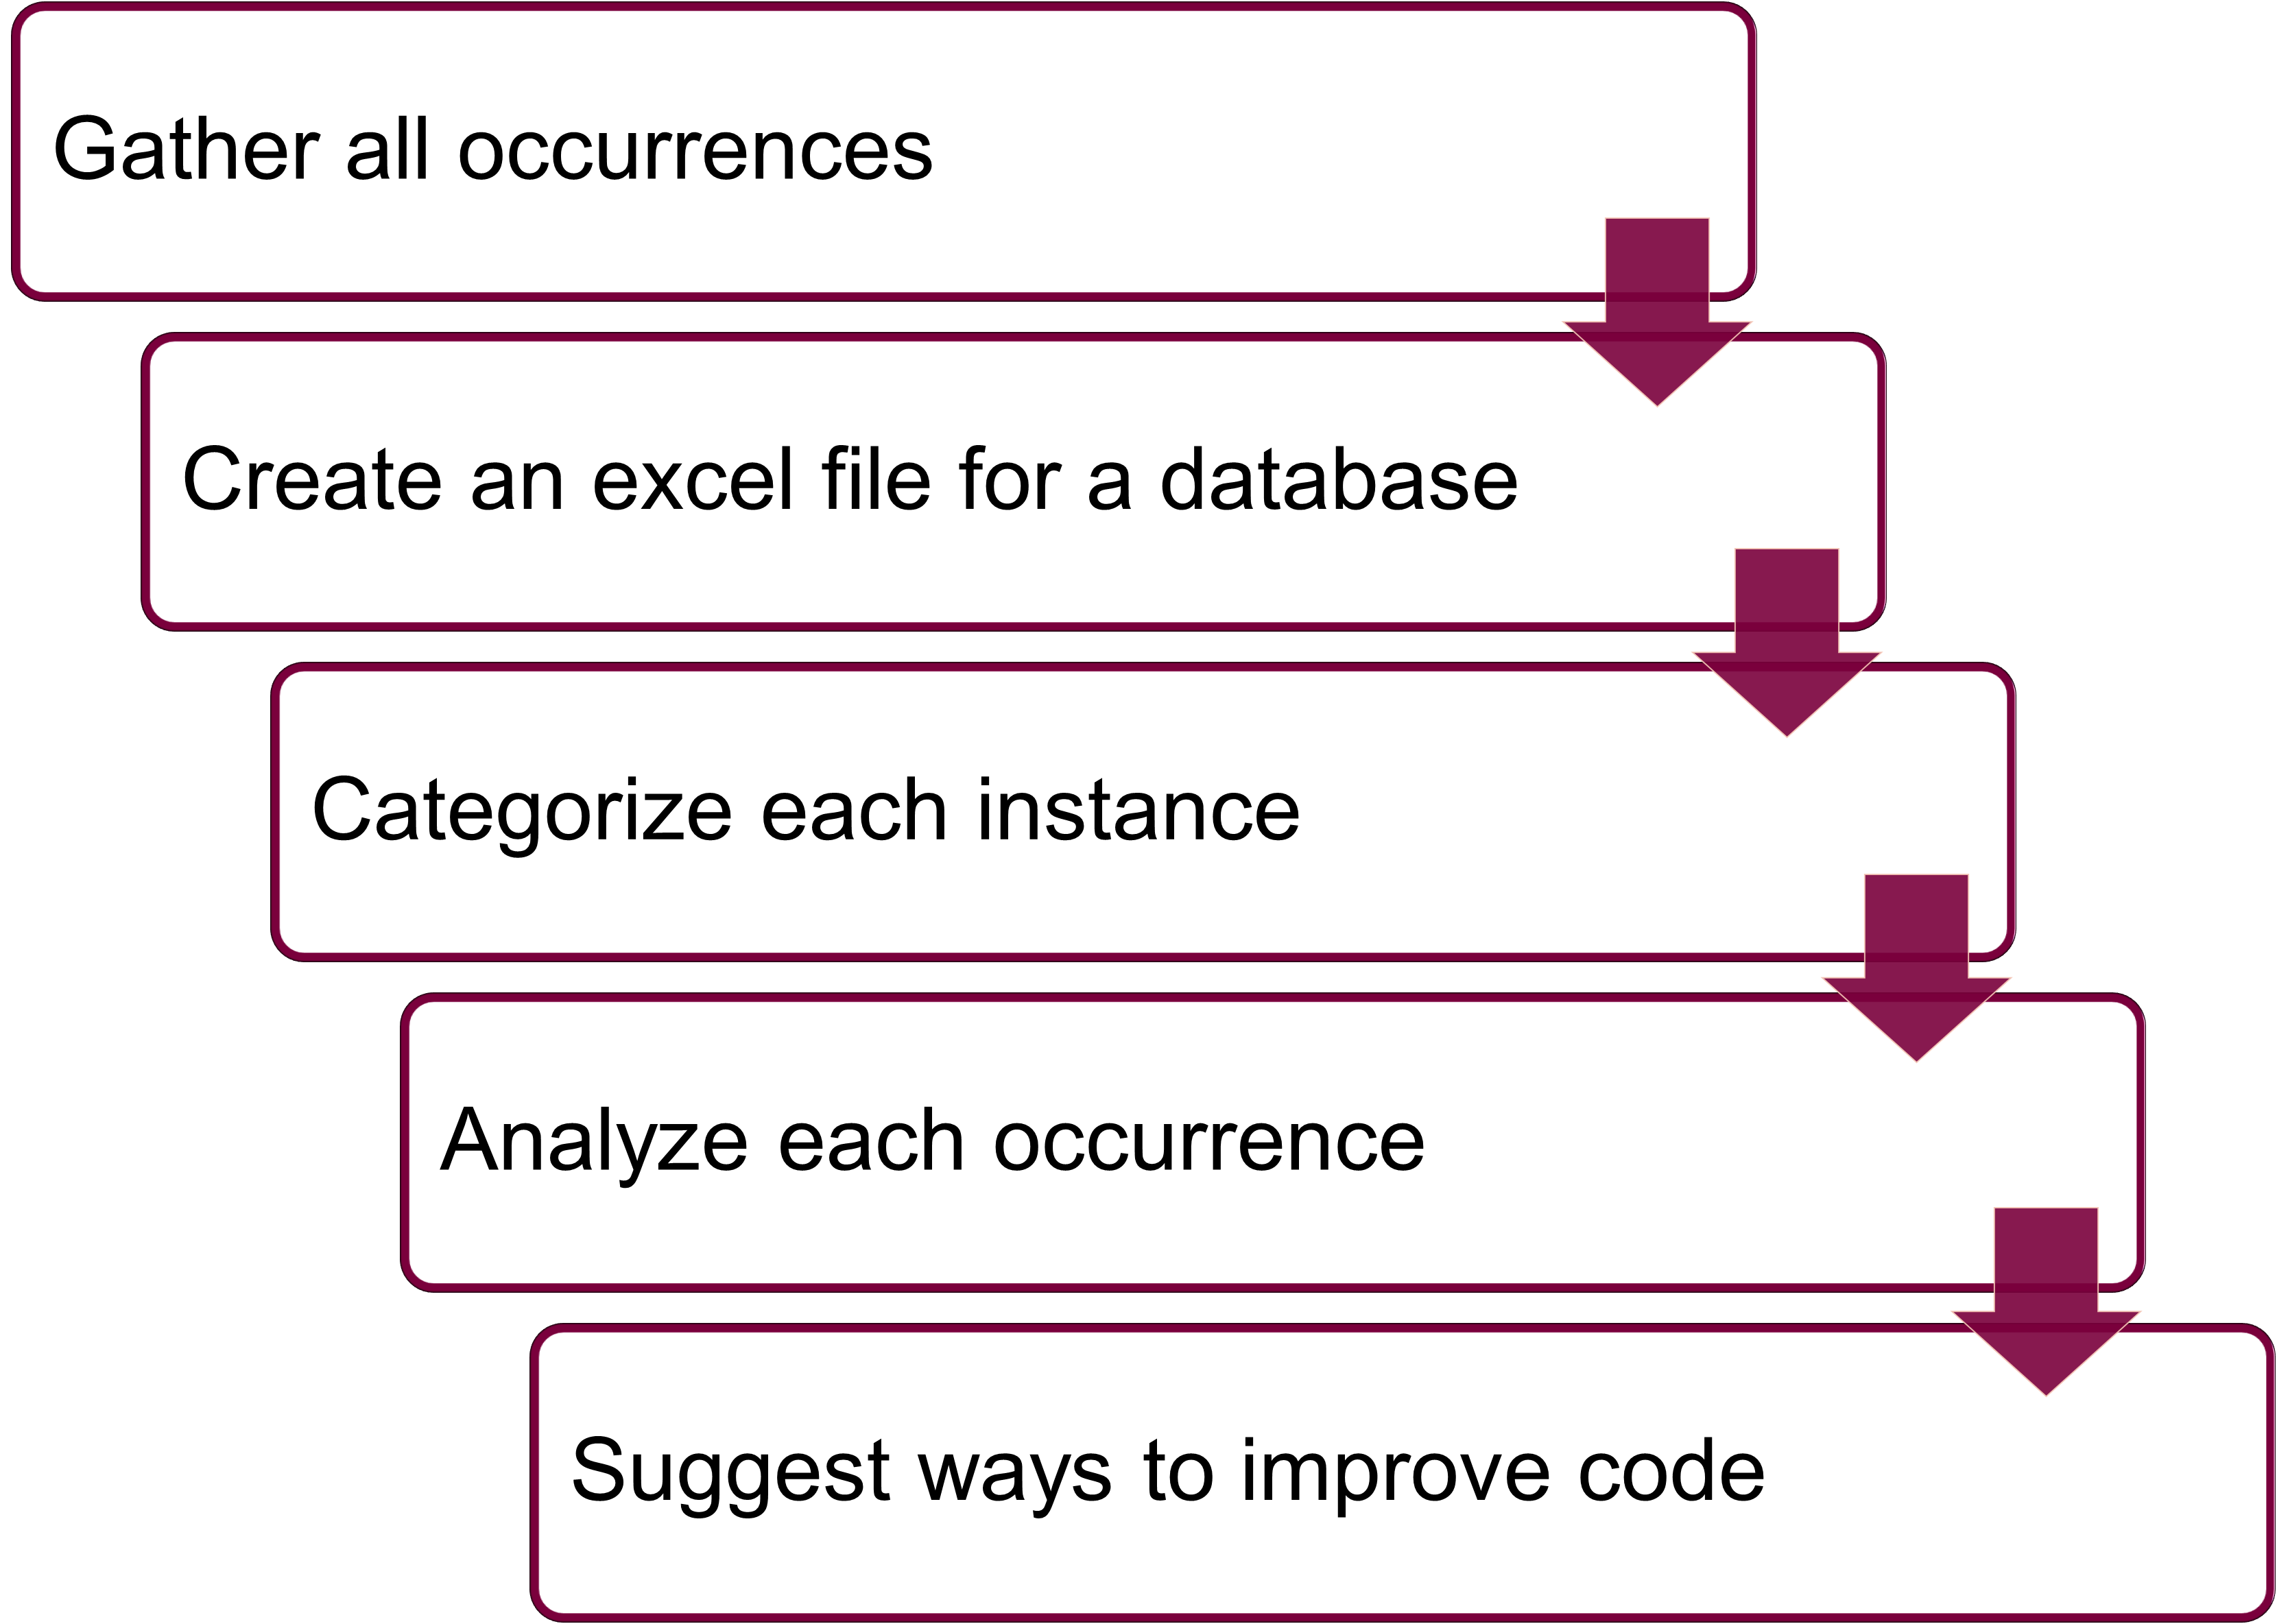 Gather all occurrences
Create an excel file for a database
Categorize each instance
Analyze each occurrence
Suggest ways to improve code